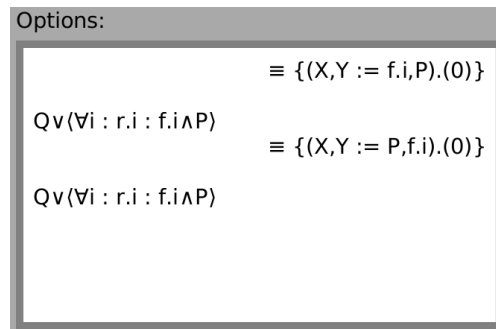 Options:
≡ {(X,Y := f.i,P).(0)}
Q∨⟨∀i : r.i : f.i∧P⟩
≡ {(X,Y := P,f.i).(0)}
Q∨⟨∀i : r.i : f.i∧P⟩